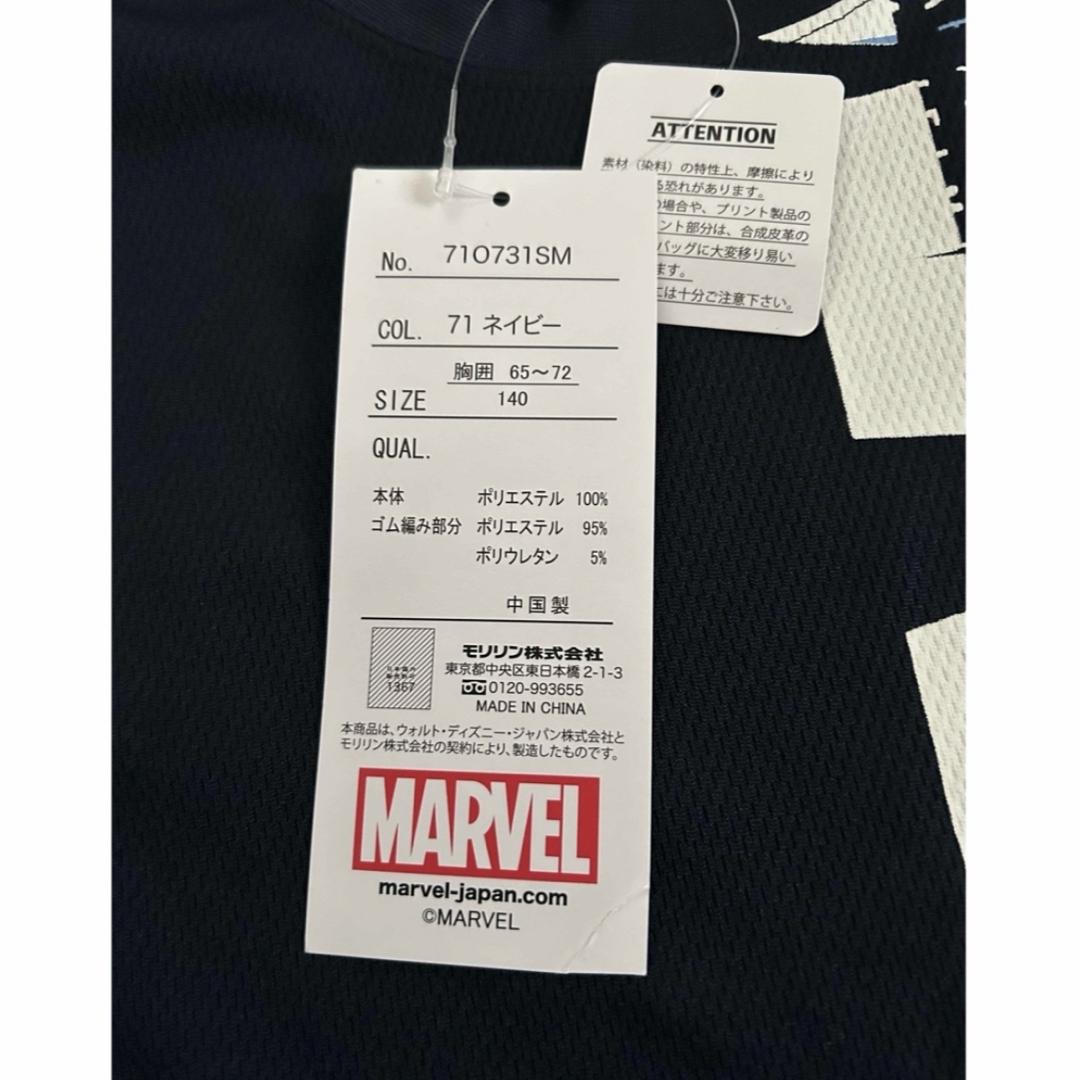 ATTENTION
素材（染料）の特性上、摩擦により
る恐れがあります。
場合や、プリント製品の
ント部分は、合成皮革の
バッグに大変移り易い
ます。
には十分ご注意下さい。
No. 710731SM
COL. 71 ネイビー
胸囲 65～72
SIZE 140
QUAL.
本体 ポリエステル 100%
ゴム編み部分 ポリエステル 95%
ポリウレタン 5%
中国製
1367
モリリン株式会社
東京都中央区東日本橋2-1-3
0120-993655
MADE IN CHINA
本商品は、ウォルト・ディズニー・ジャパン株式会社と
モリリン株式会社の契約により、製造したものです。
MARVEL
marvel-japan.com
©MARVEL